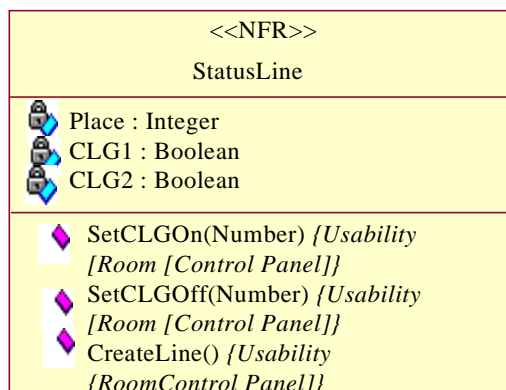 <<NFR>>
StatusLine
Place : Integer
CLG1 : Boolean
CLG2 : Boolean
SetCLGOn(Number) {Usability
[Room [Control Panel]}
SetCLGOff(Number) {Usability
[Room [Control Panel]}
CreateLine() {Usability
{RoomControl Panel]}